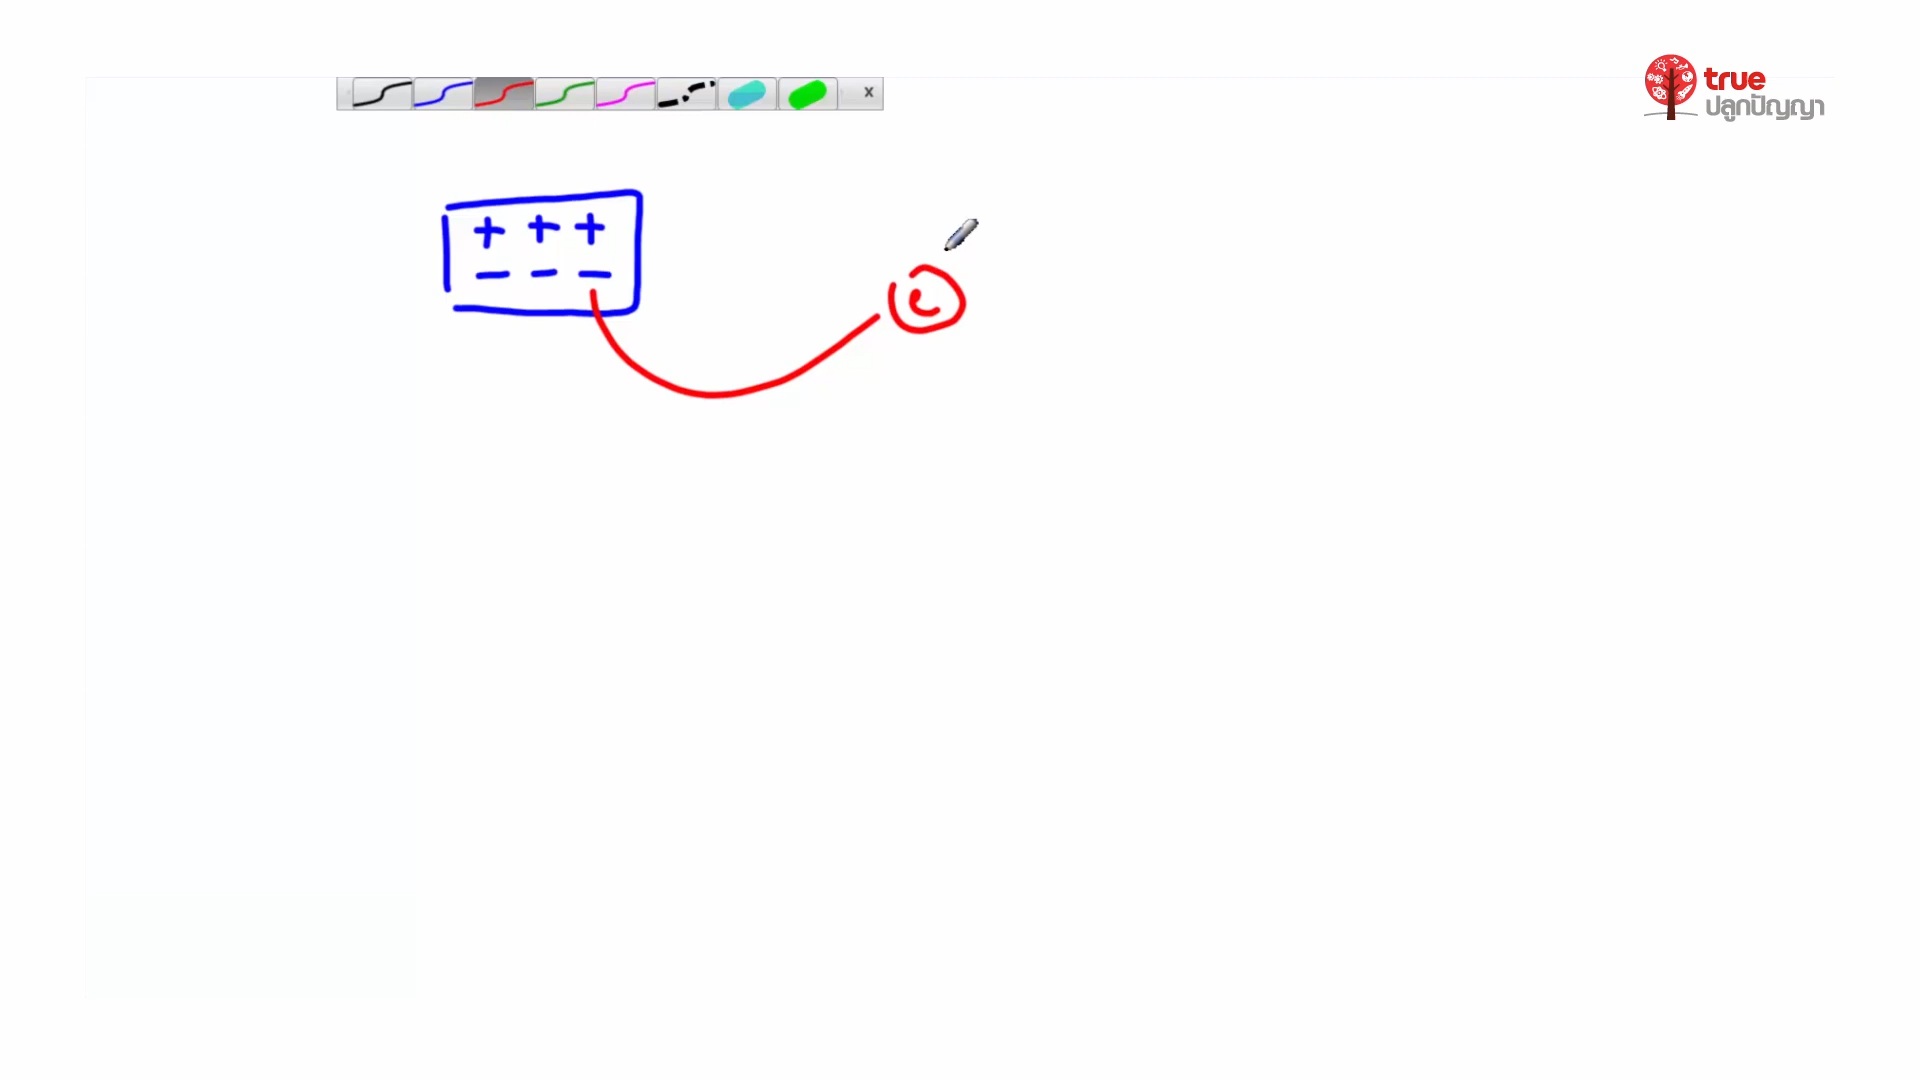 x
true
ปลูกปัญญา
+ + +
- - -
e